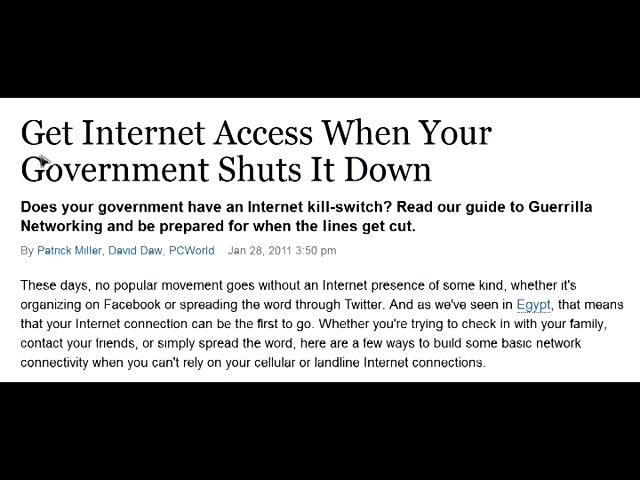 Get Internet Access When Your
Government Shuts It Down
Does your government have an Internet kill-switch? Read our guide to Guerrilla
Networking and be prepared for when the lines get cut.
By Patrick Miller, David Daw, PCWorld Jan 28, 2011 3:50 pm
These days, no popular movement goes without an Internet presence of some kind, whether it's
organizing on Facebook or spreading the word through Twitter. And as we've seen in Egypt, that means
that your Internet connection can be the first to go. Whether you're trying to check in with your family,
contact your friends, or simply spread the word, here are a few ways to build some basic network
connectivity when you can't rely on your cellular or landline Internet connections.